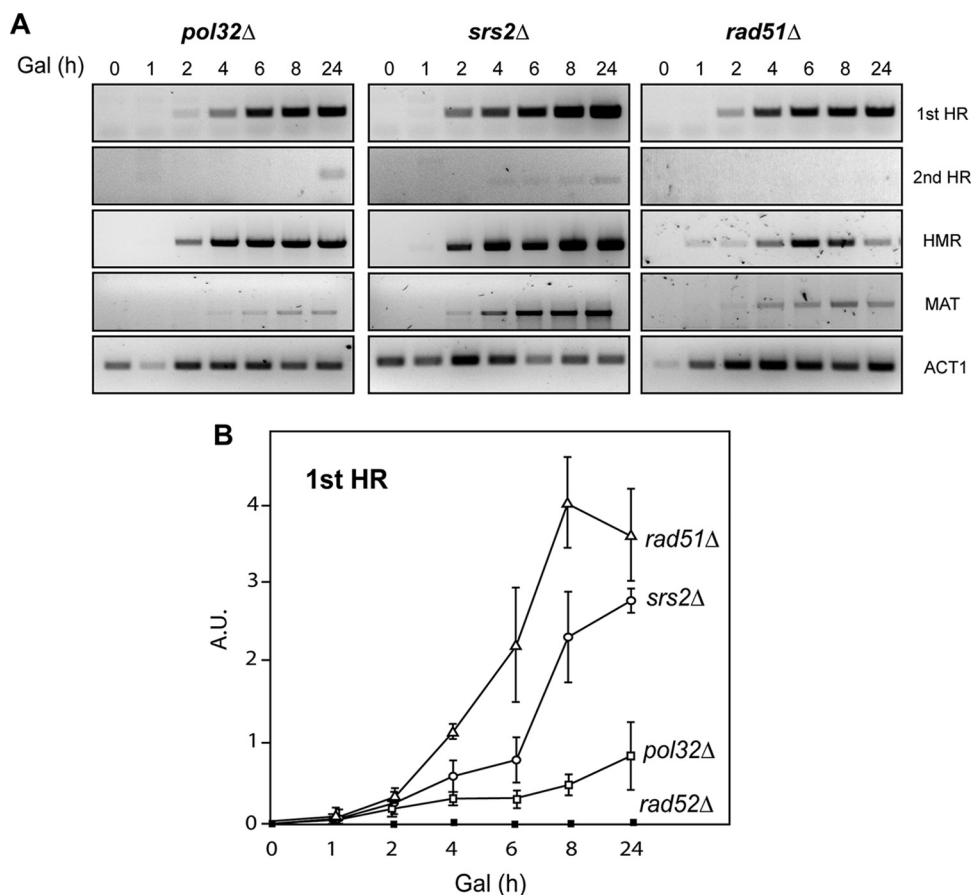 A
pol32Δ srs2Δ rad51Δ
Gal (h) 0 1 2 4 6 8 24 0 1 2 4 6 8 24 0 1 2 4 6 8 24
1st HR
2nd HR
HMR
MAT
ACT1
B
1st HR
4
rad51Δ
srs2Δ
3
A.U.
2
pol32Δ
1
rad52Δ
0
0 1 2 4 6 8 24
Gal (h)